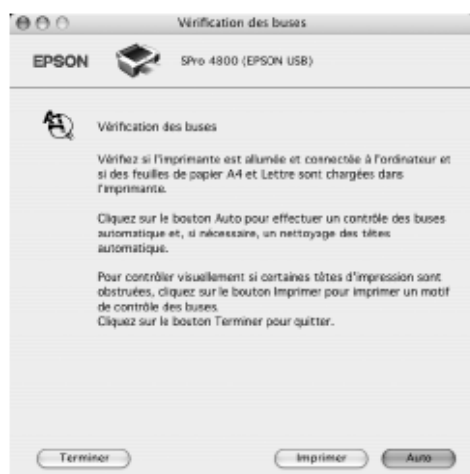 Vérification des buses
EPSON
SPro 4800 (EPSON USB)
Vérification des buses
Vérifiez si l'imprimante est allumée et connectée à l'ordinateur et
si des feuilles de papier A4 et Lettre sont chargées dans
l'imprimante.
Cliquez sur le bouton Auto pour effectuer un contrôle des buses
automatique et, si nécessaire, un nettoyage des têtes
automatique.
Pour contrôler visuellement si certaines têtes d'impression sont
obstruées, cliquez sur le bouton Imprimer pour imprimer un motif
de contrôle des buses.
Cliquez sur le bouton Terminer pour quitter.
Terminer
Imprimer
Auto